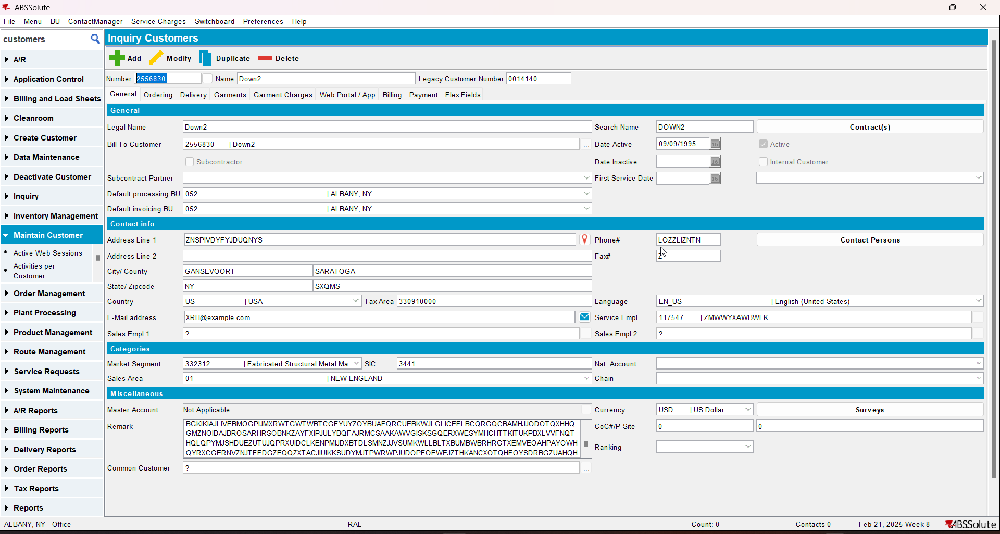 ABSSolute
File Menu BU ContactManager Service Charges Switchboard Preferences Help
customers
Inquiry Customers
Add Modify Duplicate Delete
Number 2556830 ... Name Down2 Legacy Customer Number 0014140
General Ordering Delivery Garments Garment Charges Web Portal / App Billing Payment Flex Fields
A/R
Application Control
Billing and Load Sheets
Cleanroom
Create Customer
Data Maintenance
Deactivate Customer
Inquiry
Inventory Management
Maintain Customer
Active Web Sessions
Activities per
Customer
Order Management
Plant Processing
Product Management
Route Management
Service Requests
System Maintenance
A/R Reports
Billing Reports
Delivery Reports
Order Reports
Tax Reports
Reports
General
Legal Name Down2 Search Name DOWN2 Contract(s)
Bill To Customer 2556830 | Down2 ... Date Active 09/09/1995 16 Active
Subcontractor Date Inactive 16 Internal Customer
Subcontract Partner First Service Date 16
Default processing BU 052 | ALBANY, NY
Default invoicing BU 052 | ALBANY, NY
Contact info
Address Line 1 ZNSPIVDYFYJDUQNYS Phone# LOZZLIZNTN Contact Persons
Address Line 2 Fax# Z
City/ County GANSEVOORT SARATOGA
State/ Zipcode NY SXQMS
Country US | USA Tax Area 330910000 Language EN_US | English (United States)
E-Mail address XRH@example.com Service Empl. 117547 | ZMWWYXAWBWLK ...
Sales Empl.1 ? ... Sales Empl.2 ? ...
Categories
Market Segment 332312 | Fabricated Structural Metal Ma SIC 3441 Nat. Account
Sales Area 01 | NEW ENGLAND Chain
Miscellaneous
Master Account Not Applicable ... Currency USD | US Dollar Surveys
Remark BGKIKIAJLIVEBMOGPIJMXRWTGWTWBTCGFYUYZOYBUAFQRCUEBKWJLGLICEFLBCQRGQCBAMHJJODOTQXHHQ
GMZNOIDAJBROSARHRSOBNKZAYFXIPJULYBQFAJRMCSAAKAWVGISKSGQERXWESYMHCHTTKITUKPBXLVVFNQT
HQLQPYMJSHDUEZUTUJQPRXUIDCLKENPMIJDXBTDLSMNZJJVSUMKWLLBLTXBUMBWBRHRGTXEMVEOAHPAYOWH
QYRXCGERNVZNJTFFDGZEQQZXTACJIUIKKSUDYMJTPWRWPJUDOPFOEWEJZTHKANCXOTQHFOYSDRBGZUAHQH
CoC#/P-Site 0 0
Ranking
Common Customer ? ...
ALBANY, NY - Office RAL Count: 0 Contacts 0 Feb 21, 2025 Week 8 ABSSolute